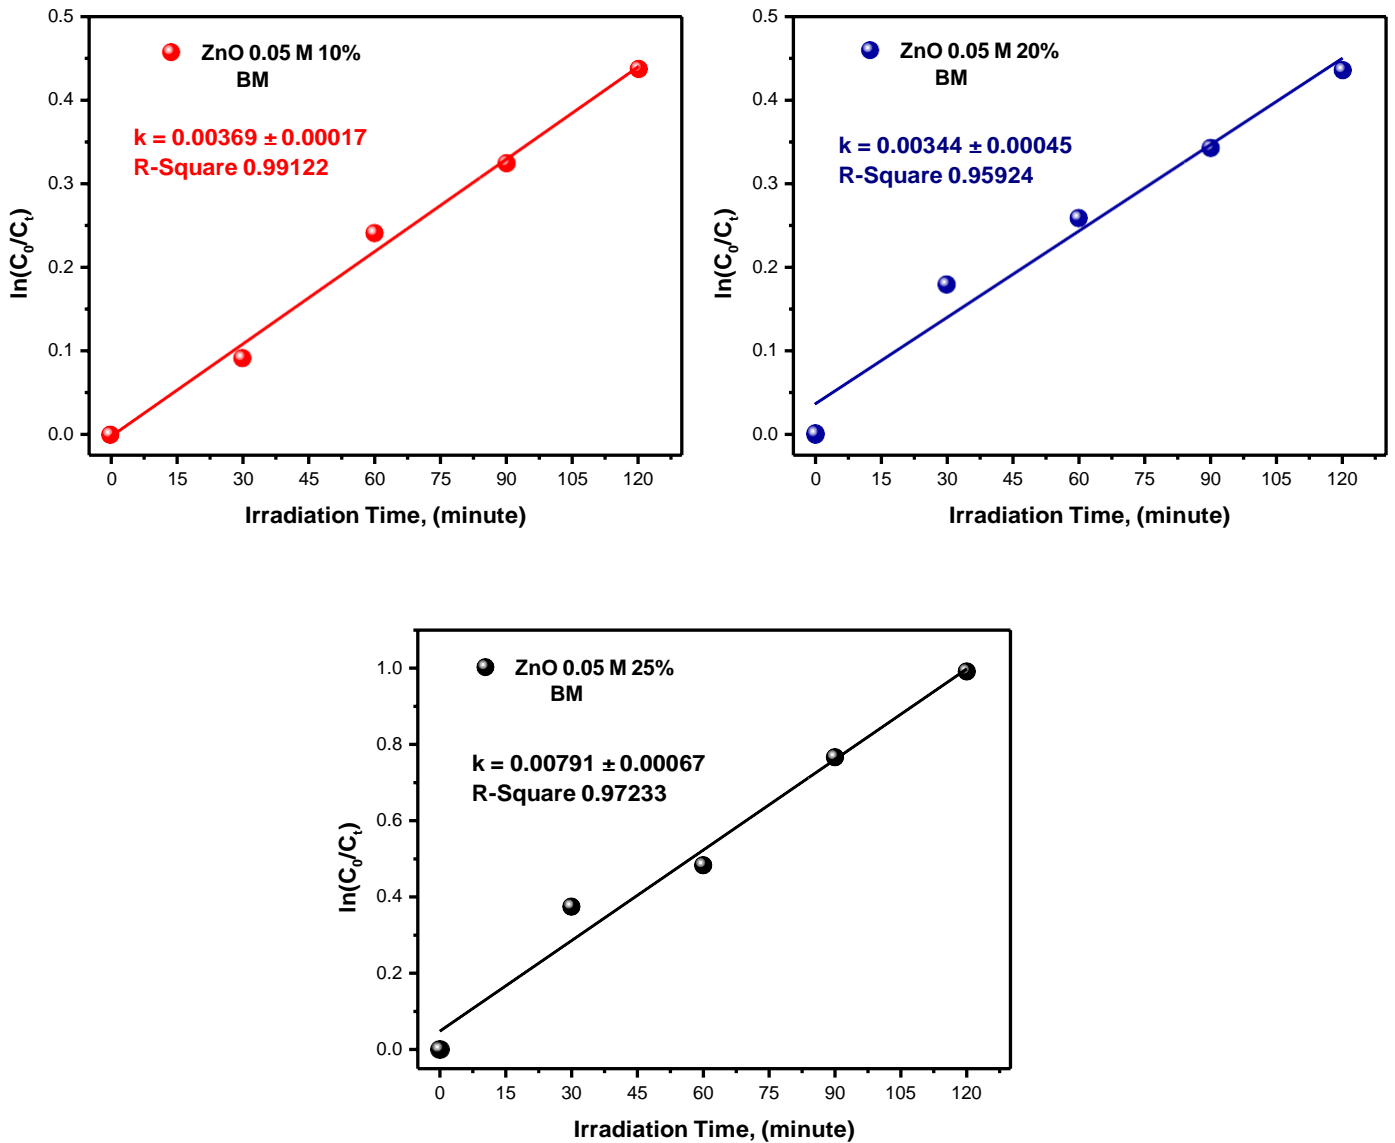 0.5
0.4
0.3
0.2
0.1
0.0
ln(C₀/Cₜ)
ZnO 0.05 M 10%
BM
k = 0.00369 ± 0.00017
R-Square 0.99122
0 15 30 45 60 75 90 105 120
Irradiation Time, (minute)
0.5
0.4
0.3
0.2
0.1
0.0
ln(C₀/Cₜ)
ZnO 0.05 M 20%
BM
k = 0.00344 ± 0.00045
R-Square 0.95924
0 15 30 45 60 75 90 105 120
Irradiation Time, (minute)
1.0
0.8
0.6
0.4
0.2
0.0
ln(C₀/Cₜ)
ZnO 0.05 M 25%
BM
k = 0.00791 ± 0.00067
R-Square 0.97233
0 15 30 45 60 75 90 105 120
Irradiation Time, (minute)